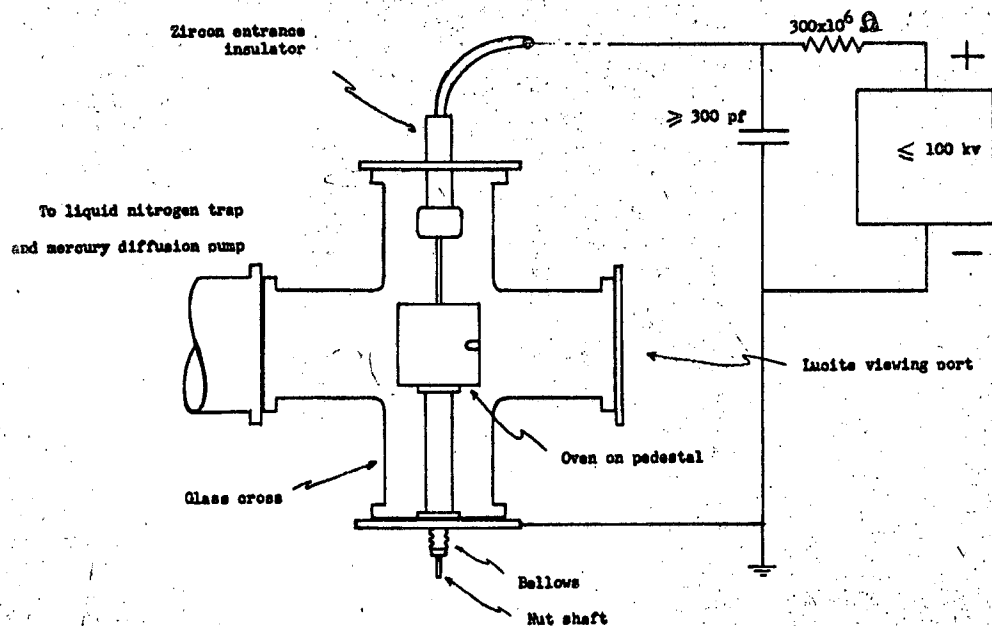 Zircon entrance
insulator
300x10⁶ Ω
+
≥ 300 pf
≤ 100 kv
To liquid nitrogen trap
and mercury diffusion pump
−
Lucite viewing port
Oven on pedestal
Glass cross
Bellows
Nut shaft